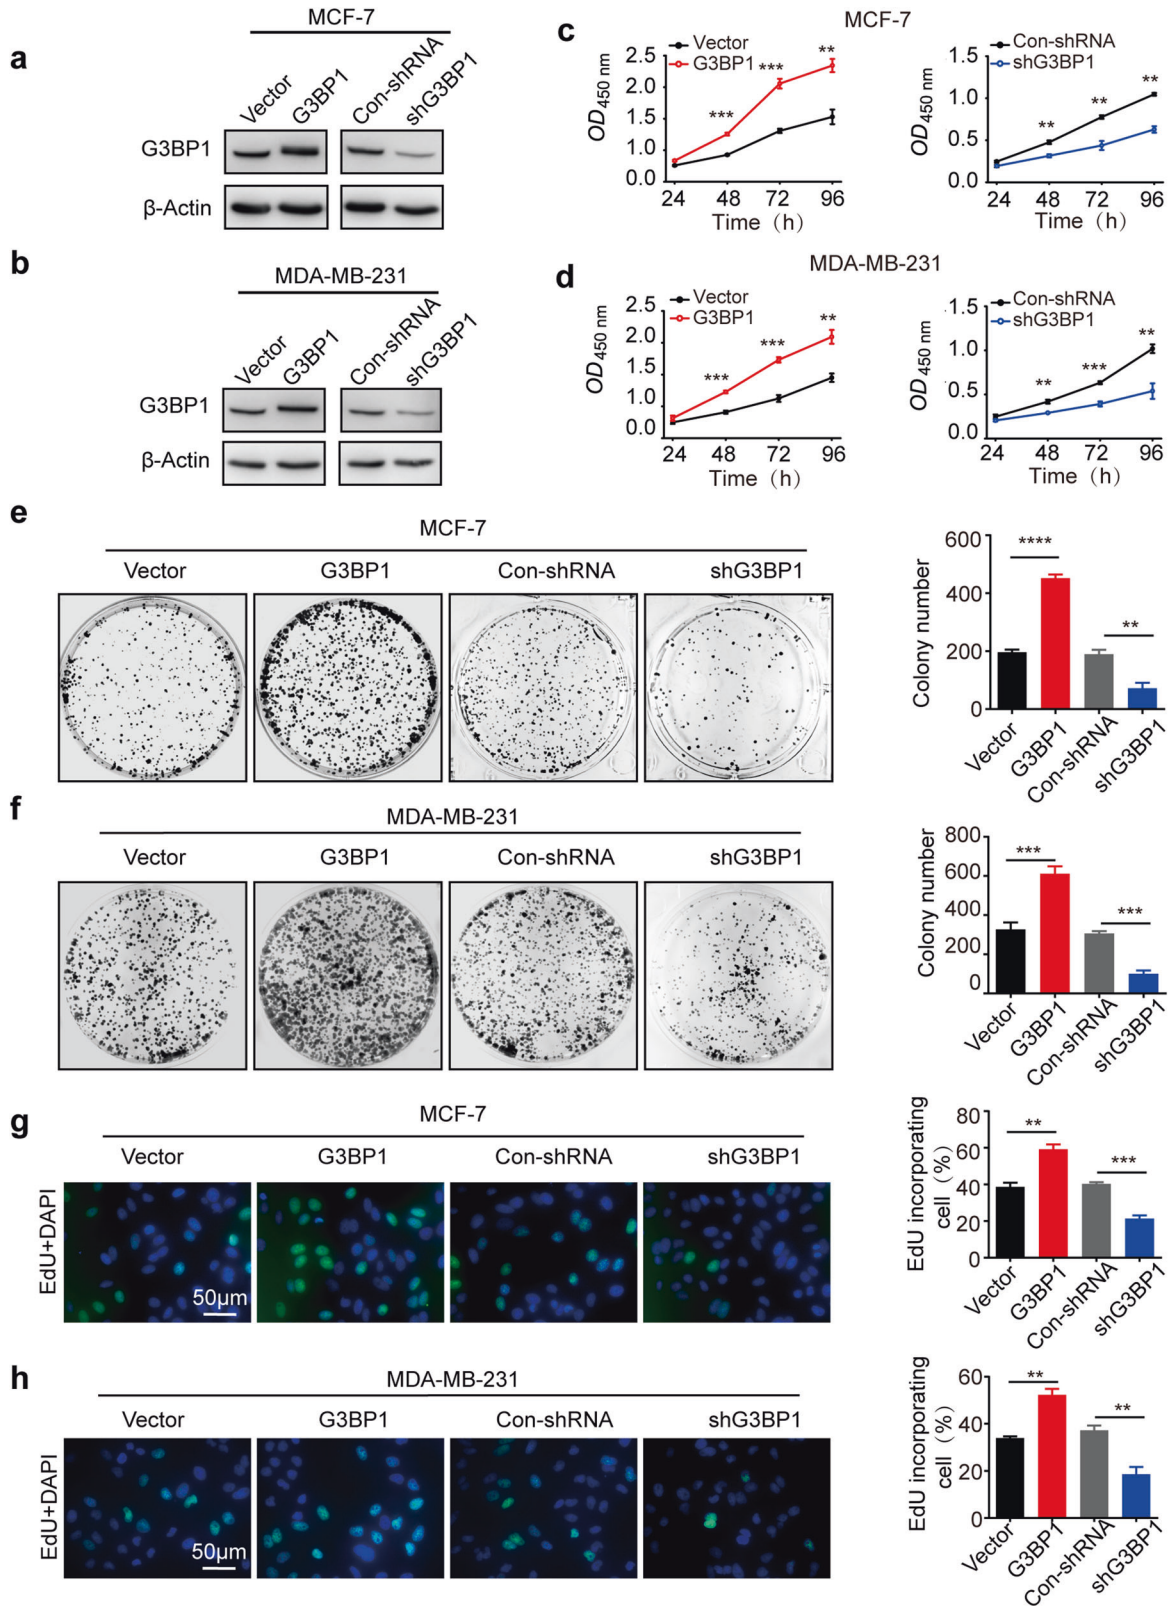 a
MCF-7
Vector
G3BP1
Con-shRNA
shG3BP1
G3BP1
β-Actin
b
MDA-MB-231
Vector
G3BP1
Con-shRNA
shG3BP1
G3BP1
β-Actin
c
MCF-7
Vector
G3BP1
OD450 nm
2.5
2.0
1.5
1.0
0.5
0.0
***
***
**
24 48 72 96
Time (h)
Con-shRNA
shG3BP1
OD450 nm
1.5
1.0
0.5
0.0
**
**
**
24 48 72 96
Time (h)
d
MDA-MB-231
Vector
G3BP1
OD450 nm
2.5
2.0
1.5
1.0
0.5
0.0
***
***
**
24 48 72 96
Time (h)
Con-shRNA
shG3BP1
OD450 nm
1.5
1.0
0.5
0.0
**
***
**
24 48 72 96
Time (h)
e
MCF-7
Vector G3BP1 Con-shRNA shG3BP1
Colony number
600
400
200
0
****
**
Vector
G3BP1
Con-shRNA
shG3BP1
f
MDA-MB-231
Vector G3BP1 Con-shRNA shG3BP1
Colony number
800
600
400
200
0
***
***
Vector
G3BP1
Con-shRNA
shG3BP1
g
MCF-7
Vector G3BP1 Con-shRNA shG3BP1
EdU+DAPI
50μm
EdU incorporating
cell (%)
80
60
40
20
0
**
***
Vector
G3BP1
Con-shRNA
shG3BP1
h
MDA-MB-231
Vector G3BP1 Con-shRNA shG3BP1
EdU+DAPI
50μm
EdU incorporating
cell (%)
60
40
20
0
**
**
Vector
G3BP1
Con-shRNA
shG3BP1